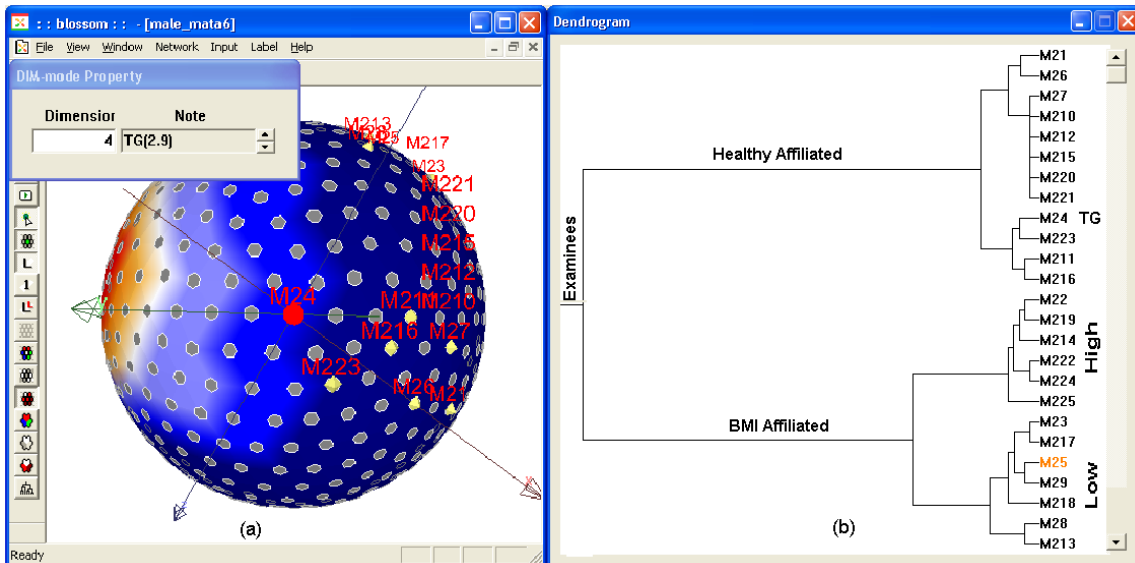 : : blossom : : - [male_mata6]
File View Window Network Input Label Help
DIM-mode Property
Dimension Note
4 TG(2.9)
1
M213
M25
M217
M23
M221
M220
M215
M212
M24
M211 M210
M216 M27
M223
M26
(a)
Ready
Dendrogram
Examinees
Healthy Affiliated
BMI Affiliated
M21
M26
M27
M210
M212
M215
M220
M221
M24 TG
M223
M211
M216
M22
M219
M214
M222
M224
M225
High
M23
M217
M25
M29
M218
M28
M213
Low
(b)